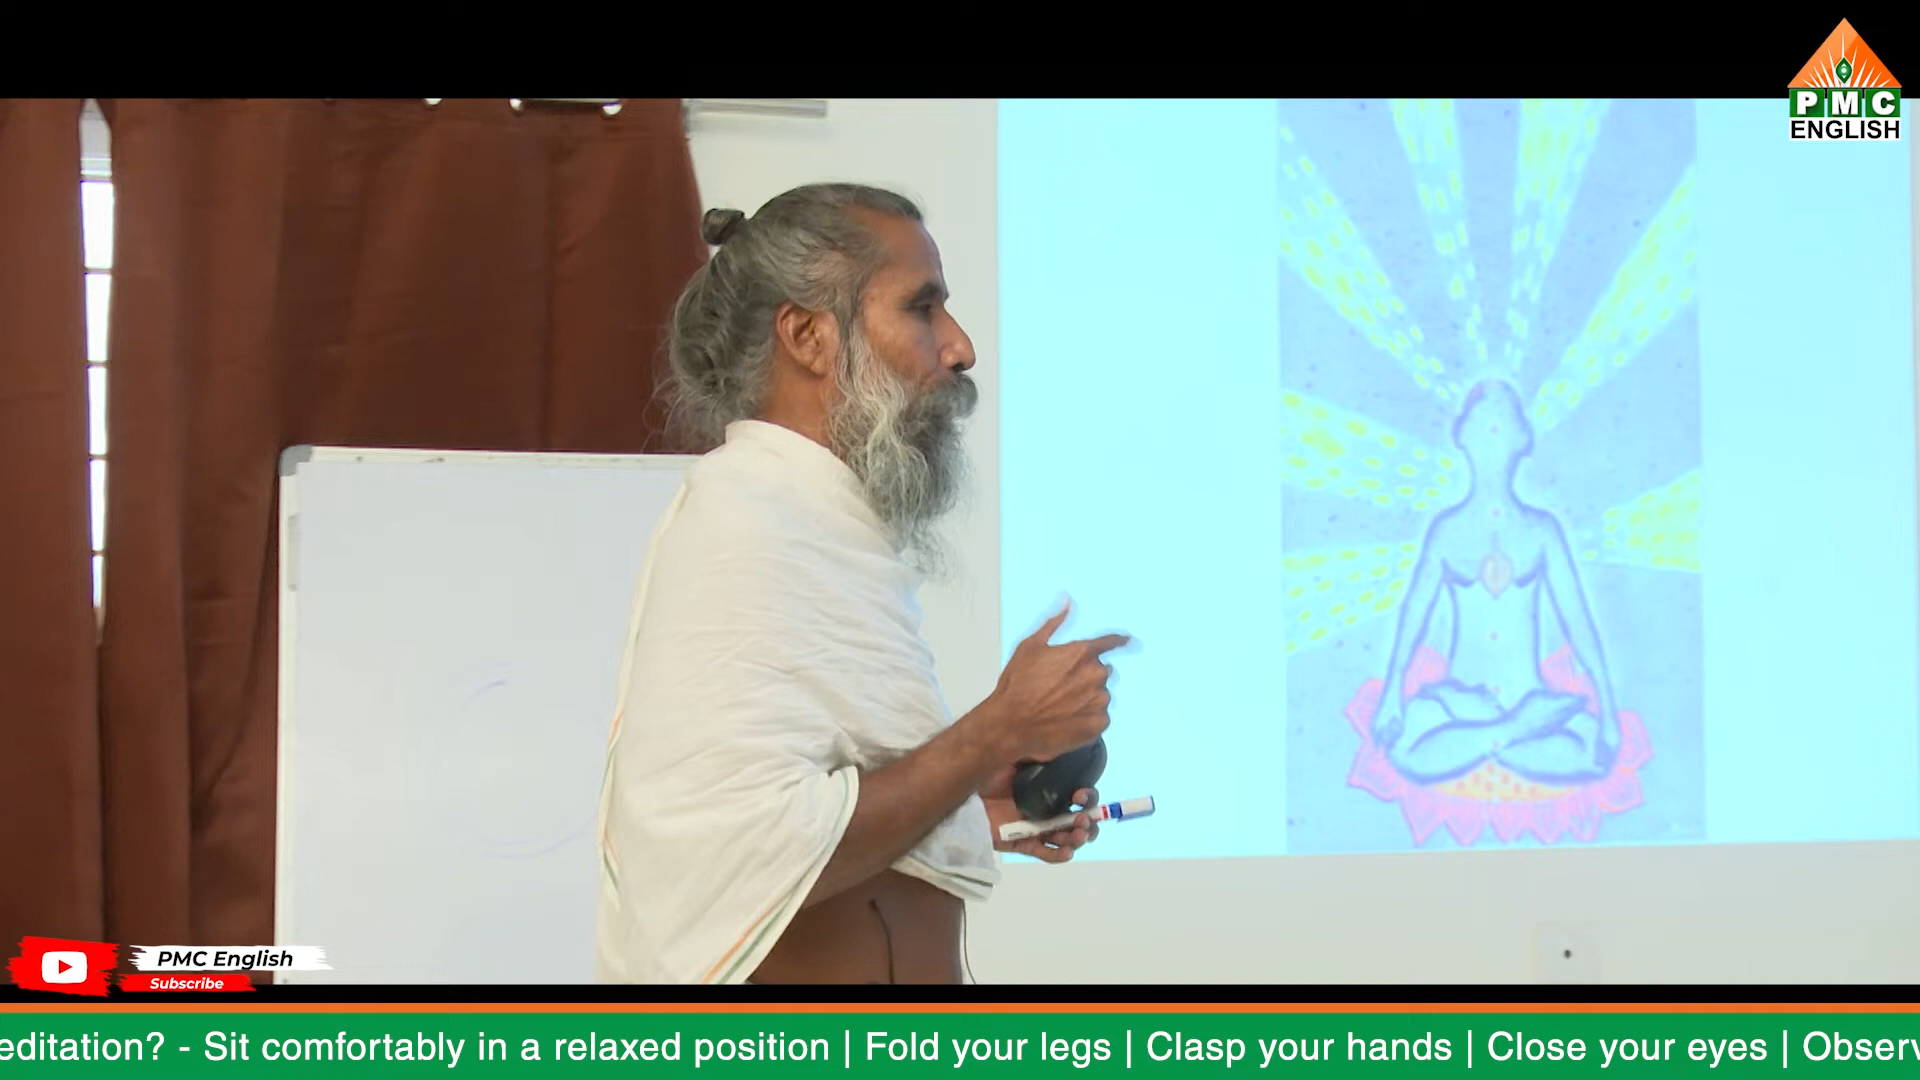 PMC
ENGLISH
PMC English
Subscribe
editation? - Sit comfortably in a relaxed position | Fold your legs | Clasp your hands | Close your eyes | Observ